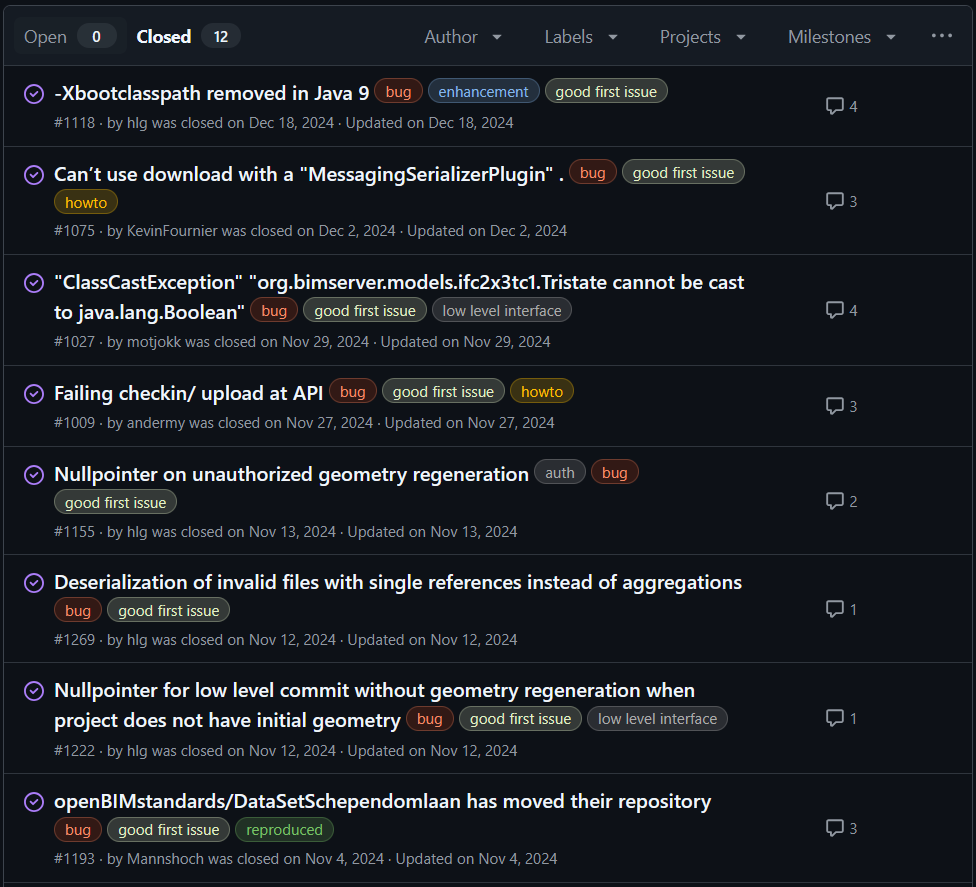 Open 0 Closed 12 Author Labels Projects Milestones
-Xbootclasspath removed in Java 9 bug enhancement good first issue
4
#1118 · by hlg was closed on Dec 18, 2024 · Updated on Dec 18, 2024
Can’t use download with a "MessagingSerializerPlugin" . bug good first issue
howto
3
#1075 · by KevinFournier was closed on Dec 2, 2024 · Updated on Dec 2, 2024
"ClassCastException" "org.bimserver.models.ifc2x3tc1.Tristate cannot be cast
to java.lang.Boolean" bug good first issue low level interface
4
#1027 · by motjokk was closed on Nov 29, 2024 · Updated on Nov 29, 2024
Failing checkin/ upload at API bug good first issue howto
3
#1009 · by andermy was closed on Nov 27, 2024 · Updated on Nov 27, 2024
Nullpointer on unauthorized geometry regeneration auth bug
good first issue
2
#1155 · by hlg was closed on Nov 13, 2024 · Updated on Nov 13, 2024
Deserialization of invalid files with single references instead of aggregations
bug good first issue
1
#1269 · by hlg was closed on Nov 12, 2024 · Updated on Nov 12, 2024
Nullpointer for low level commit without geometry regeneration when
project does not have initial geometry bug good first issue low level interface
1
#1222 · by hlg was closed on Nov 12, 2024 · Updated on Nov 12, 2024
openBIMstandards/DataSetSchependomlaan has moved their repository
bug good first issue reproduced
3
#1193 · by Mannshoch was closed on Nov 4, 2024 · Updated on Nov 4, 2024